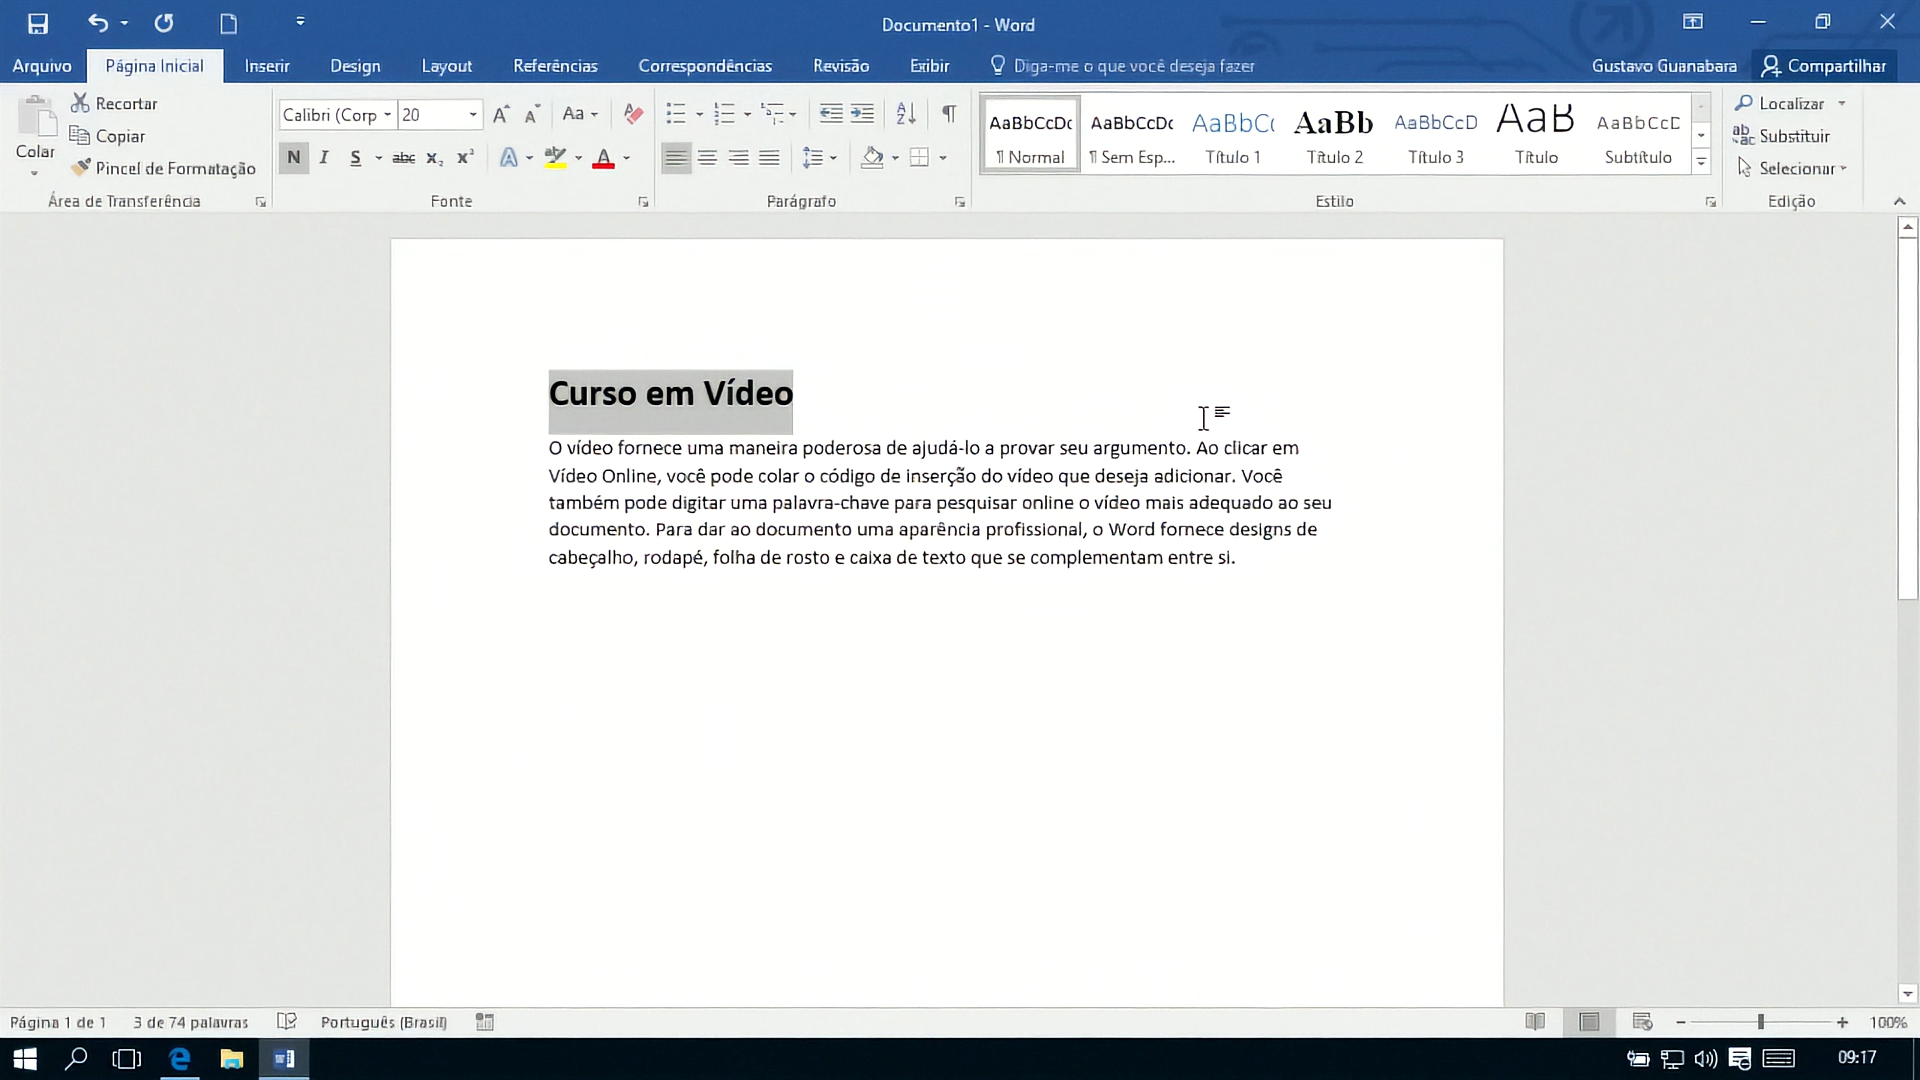 Documento1 - Word
Arquivo
Página Inicial
Inserir
Design
Layout
Referências
Correspondências
Revisão
Exibir
Diga-me o que você deseja fazer
Gustavo Guanabara
Compartilhar
Colar
Recortar
Copiar
Pincel de Formatação
Área de Transferência
Calibri (Corp
20
Aa
N I S abc x₂ x²
A A
Fonte
Parágrafo
AaBbCcDc AaBbCcDc AaBbC( AaBb AaBbCcD AaB AaBbCcD
¶ Normal ¶ Sem Esp... Título 1 Título 2 Título 3 Título Subtítulo
Estilo
Localizar
Substituir
Selecionar
Edição
Curso em Vídeo
O vídeo fornece uma maneira poderosa de ajudá-lo a provar seu argumento. Ao clicar em
Vídeo Online, você pode colar o código de inserção do vídeo que deseja adicionar. Você
também pode digitar uma palavra-chave para pesquisar online o vídeo mais adequado ao seu
documento. Para dar ao documento uma aparência profissional, o Word fornece designs de
cabeçalho, rodapé, folha de rosto e caixa de texto que se complementam entre si.
Página 1 de 1
3 de 74 palavras
Português (Brasil)
100%
09:17